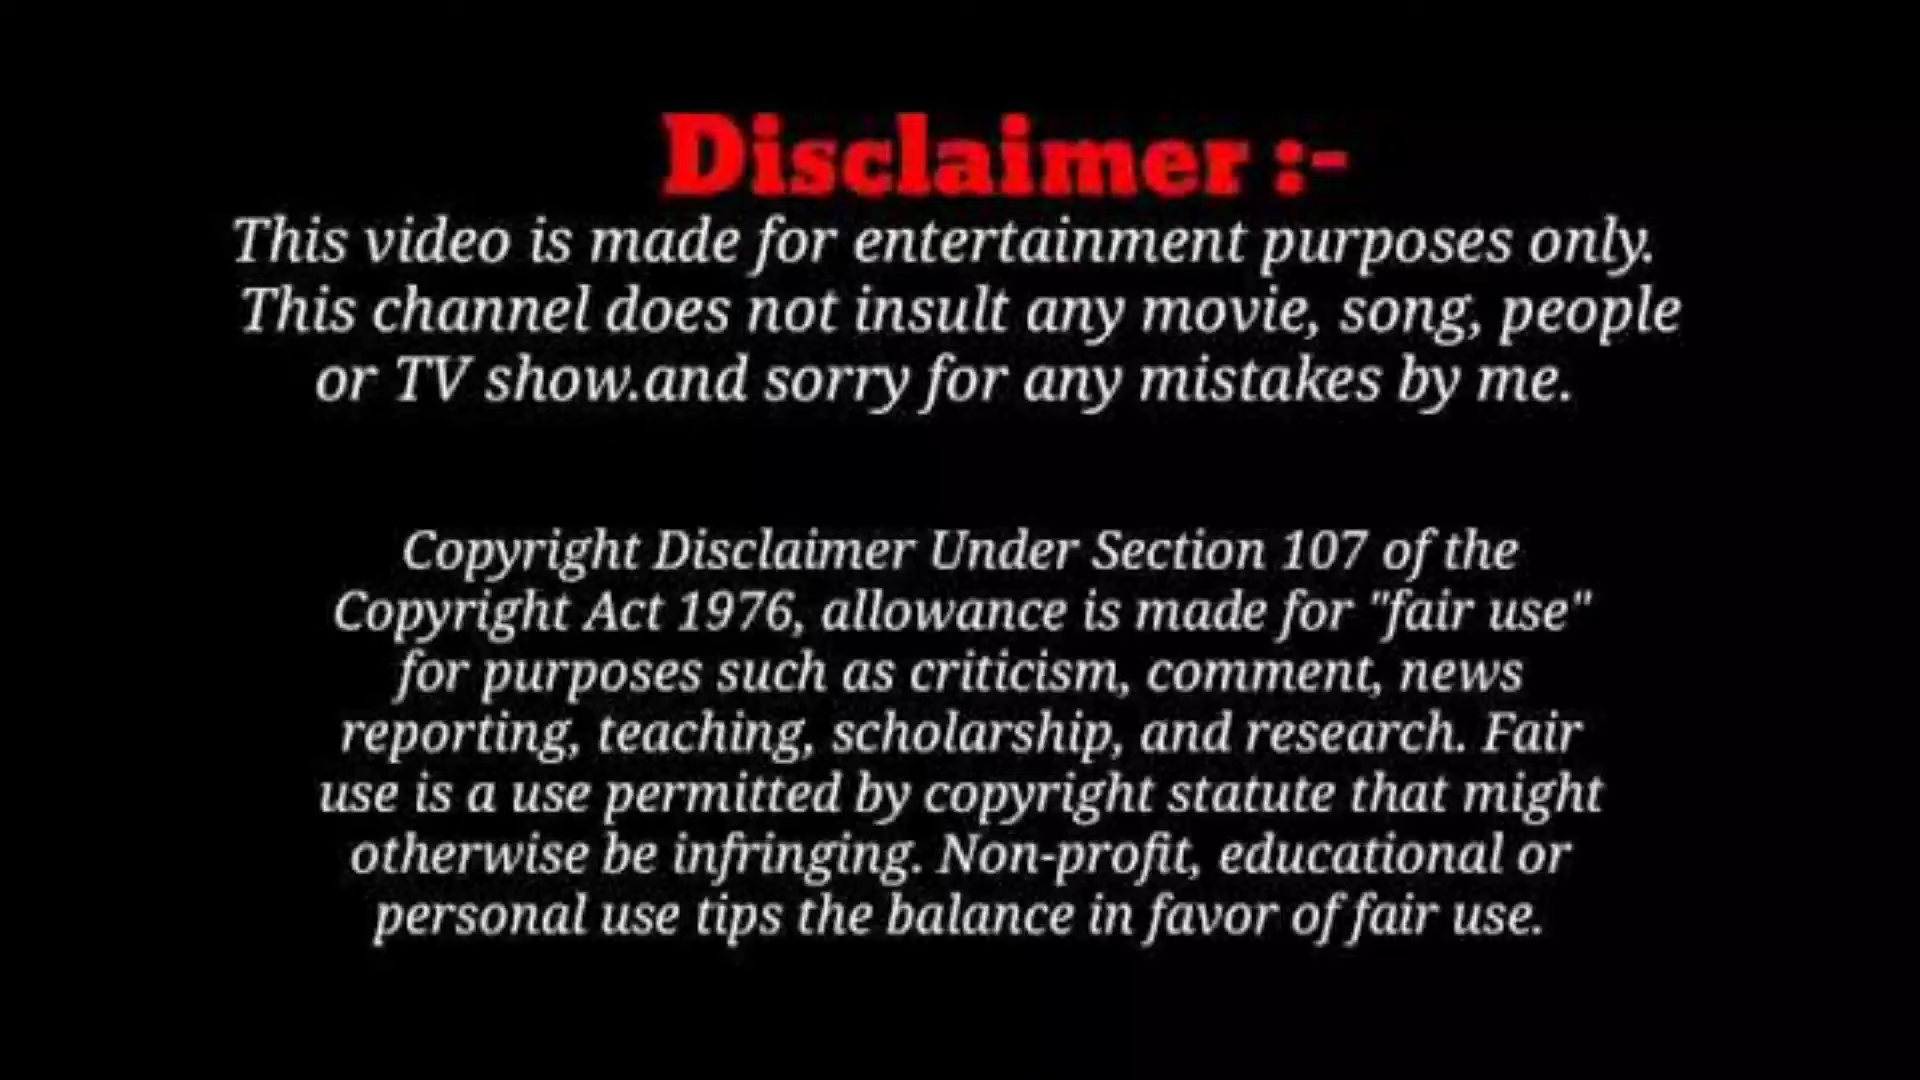 Disclaimer :-
This video is made for entertainment purposes only.
This channel does not insult any movie, song, people
or TV show.and sorry for any mistakes by me.
Copyright Disclaimer Under Section 107 of the
Copyright Act 1976, allowance is made for "fair use"
for purposes such as criticism, comment, news
reporting, teaching, scholarship, and research. Fair
use is a use permitted by copyright statute that might
otherwise be infringing. Non-profit, educational or
personal use tips the balance in favor of fair use.